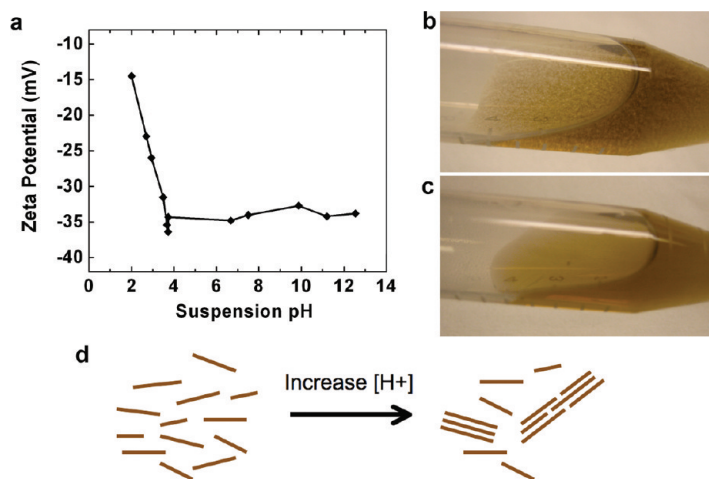 a
-10
-15
-20
-25
-30
-35
-40
Zeta Potential (mV)
0 2 4 6 8 10 12 14
Suspension pH
b
c
d
Increase [H+]